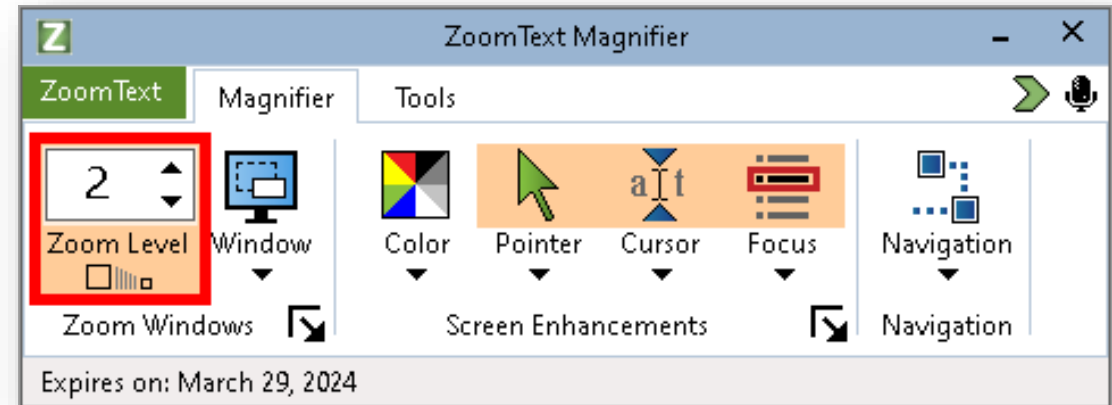 Z ZoomText Magnifier
ZoomText Magnifier Tools
2
Zoom Level Window Color Pointer a t Cursor Focus Navigation
Zoom Windows Screen Enhancements Navigation
Expires on: March 29, 2024